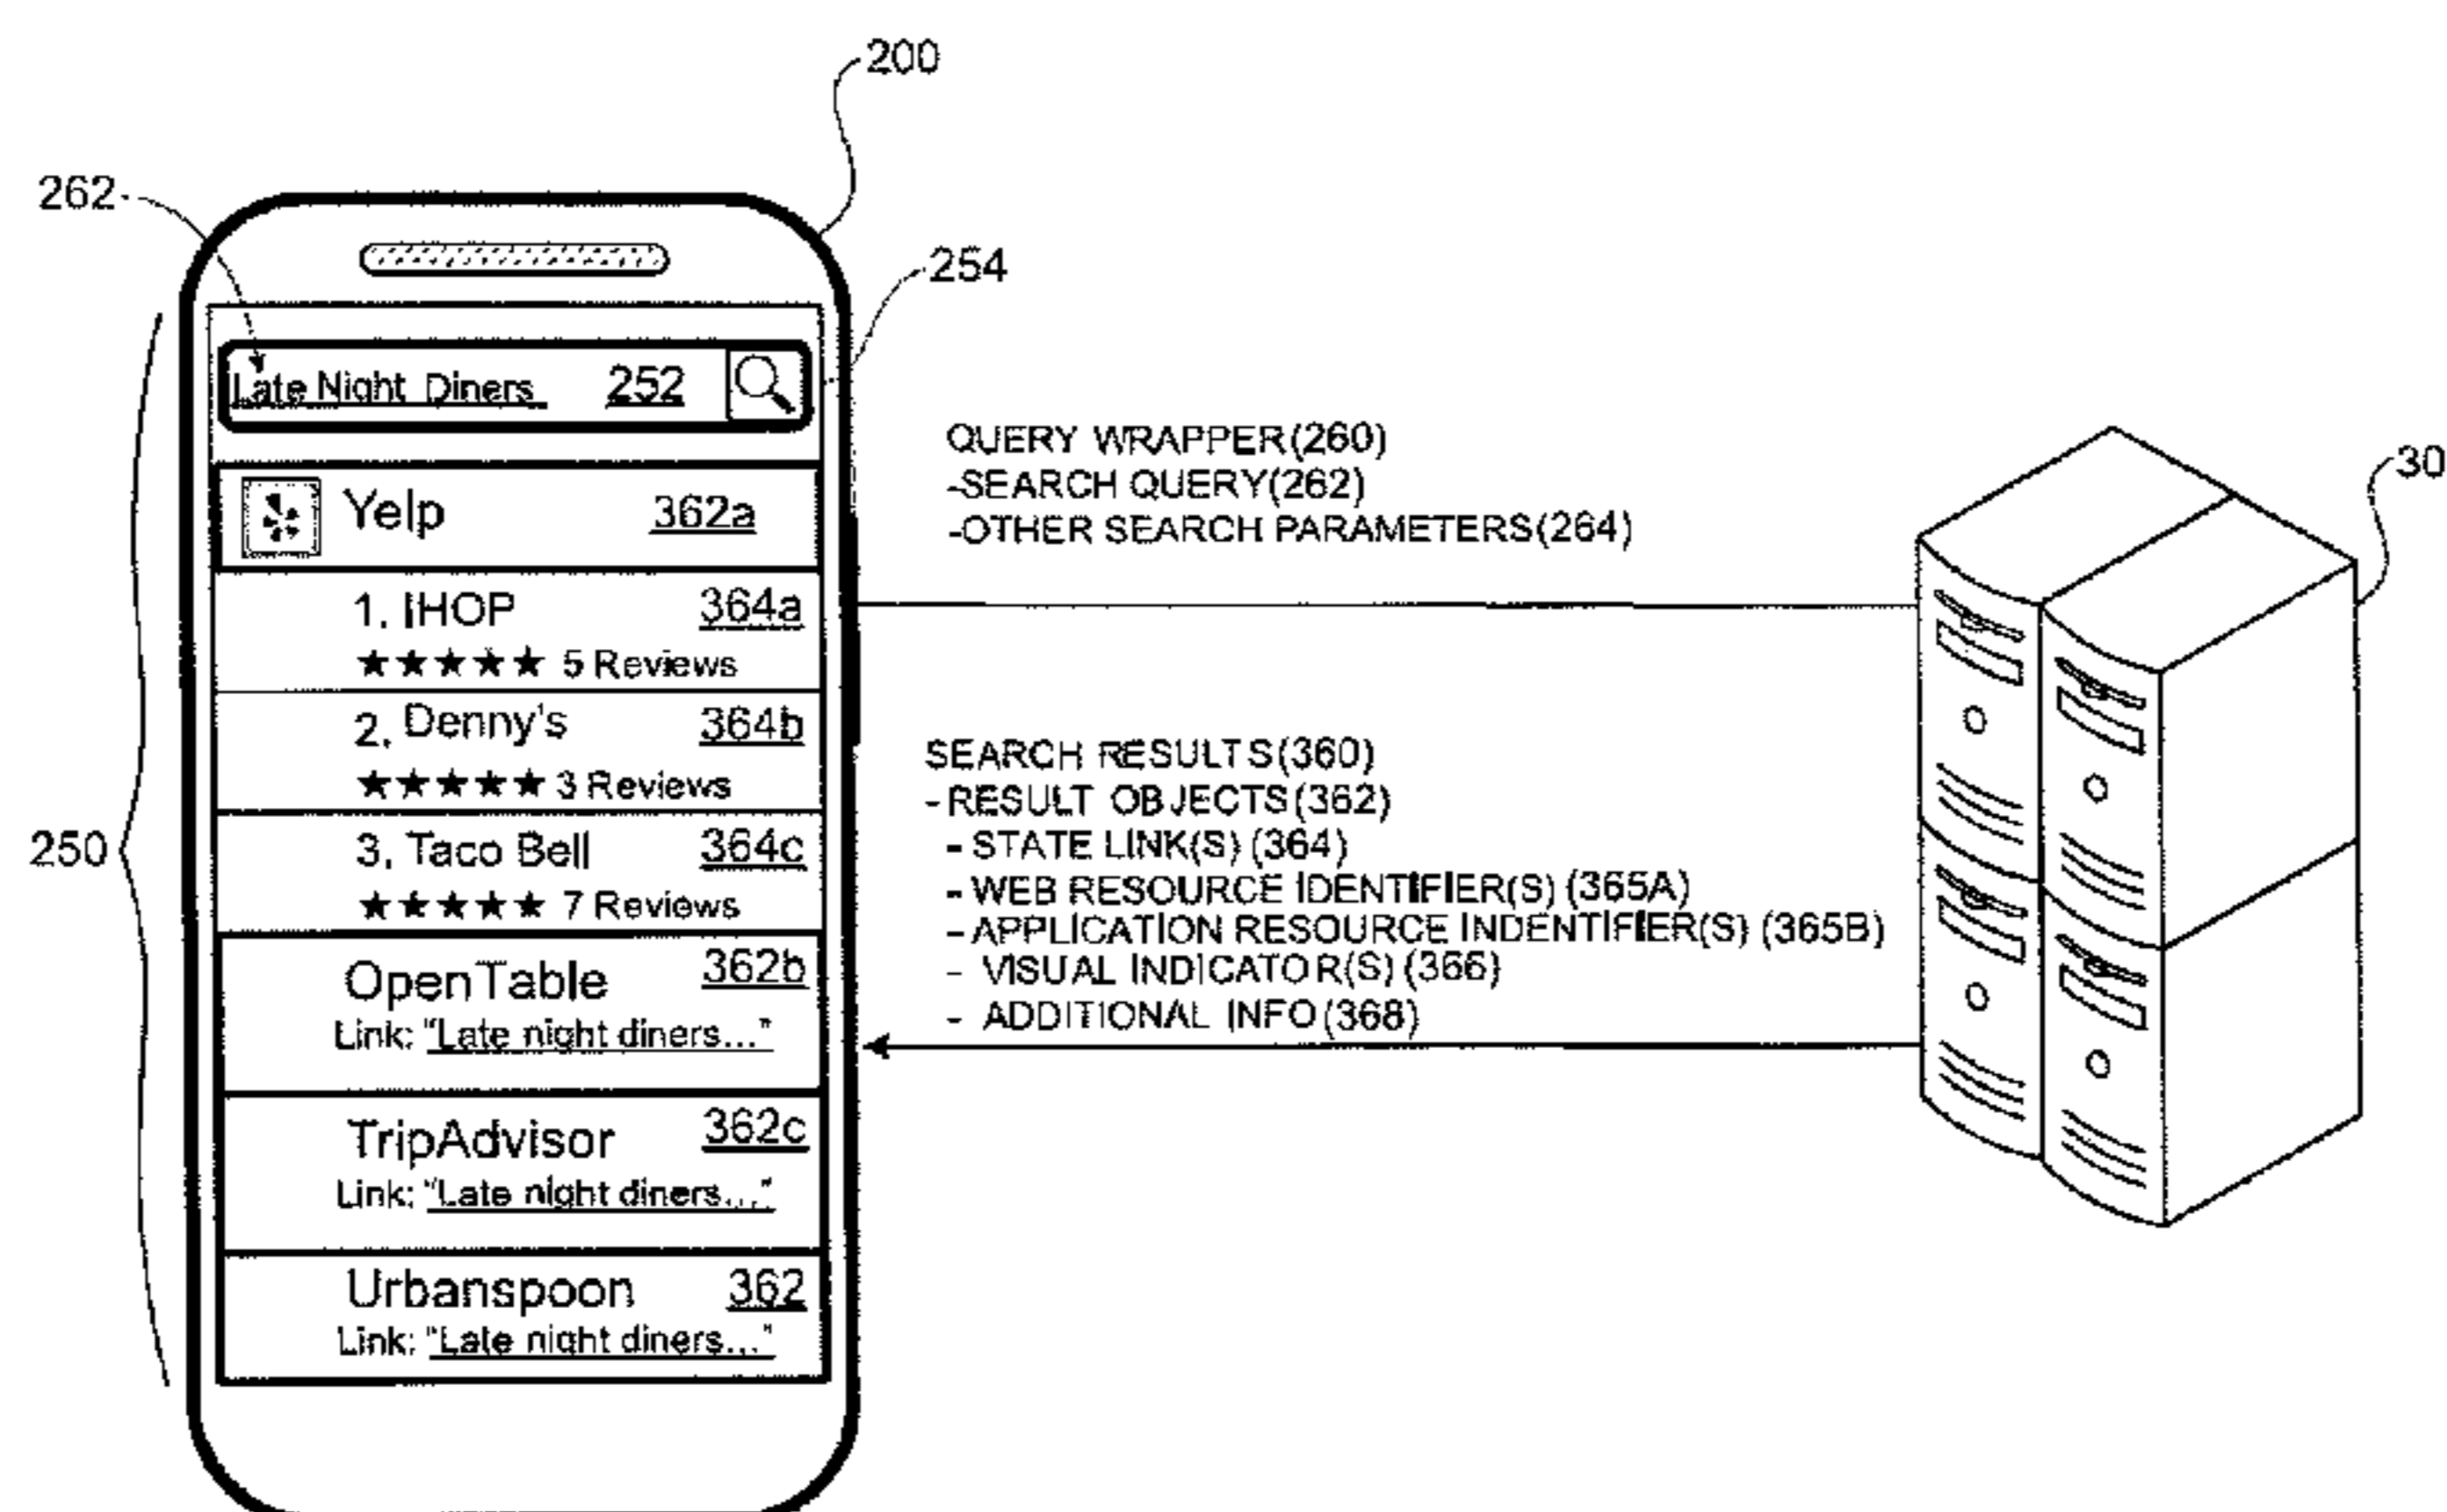 200
262
254
Late Night Diners 252
Yelp 362a
1. IHOP 364a
★★★★★ 5 Reviews
2. Denny's 364b
★★★★★ 3 Reviews
3. Taco Bell 364c
★★★★★ 7 Reviews
OpenTable 362b
Link: "Late night diners..."
TripAdvisor 362c
Link: "Late night diners..."
Urbanspoon 362
Link: "Late night diners..."
250
QUERY WRAPPER(260)
-SEARCH QUERY(262)
-OTHER SEARCH PARAMETERS(264)
SEARCH RESULTS(360)
-RESULT OBJECTS(362)
- STATE LINK(S) (364)
- WEB RESOURCE IDENTIFIER(S) (365A)
- APPLICATION RESOURCE INDENTIFIER(S) (365B)
- VISUAL INDICATOR(S) (366)
- ADDITIONAL INFO(368)
30